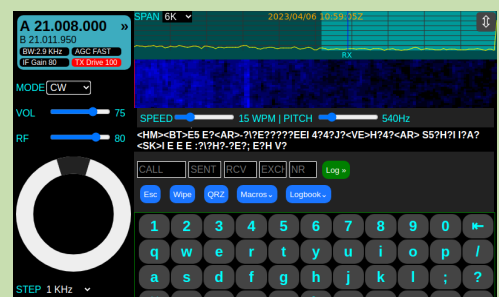 A 21.008.000 »
B 21.011.950
BW:2.9 KHz AGC FAST
IF Gain 80 TX Drive 100
MODE CW
VOL 75
RF 80
STEP 1 KHz
SPAN 6K 2023/04/06 10:59:05Z
RX
SPEED 15 WPM | PITCH 540Hz
<HM><BT>E5 E?<AR>-?\?E?????EEI 4?4?J?<VE>H?4?<AR> S5?H?I I?A?
<SK>I E E E :?\?H?-?E?; E?H V?
CALL SENT RCV EXCH NR Log »
Esc Wipe QRZ Macros Logbook
1 2 3 4 5 6 7 8 9 0
q w e r t y u i o p /
a s d f g h j k l ; ?